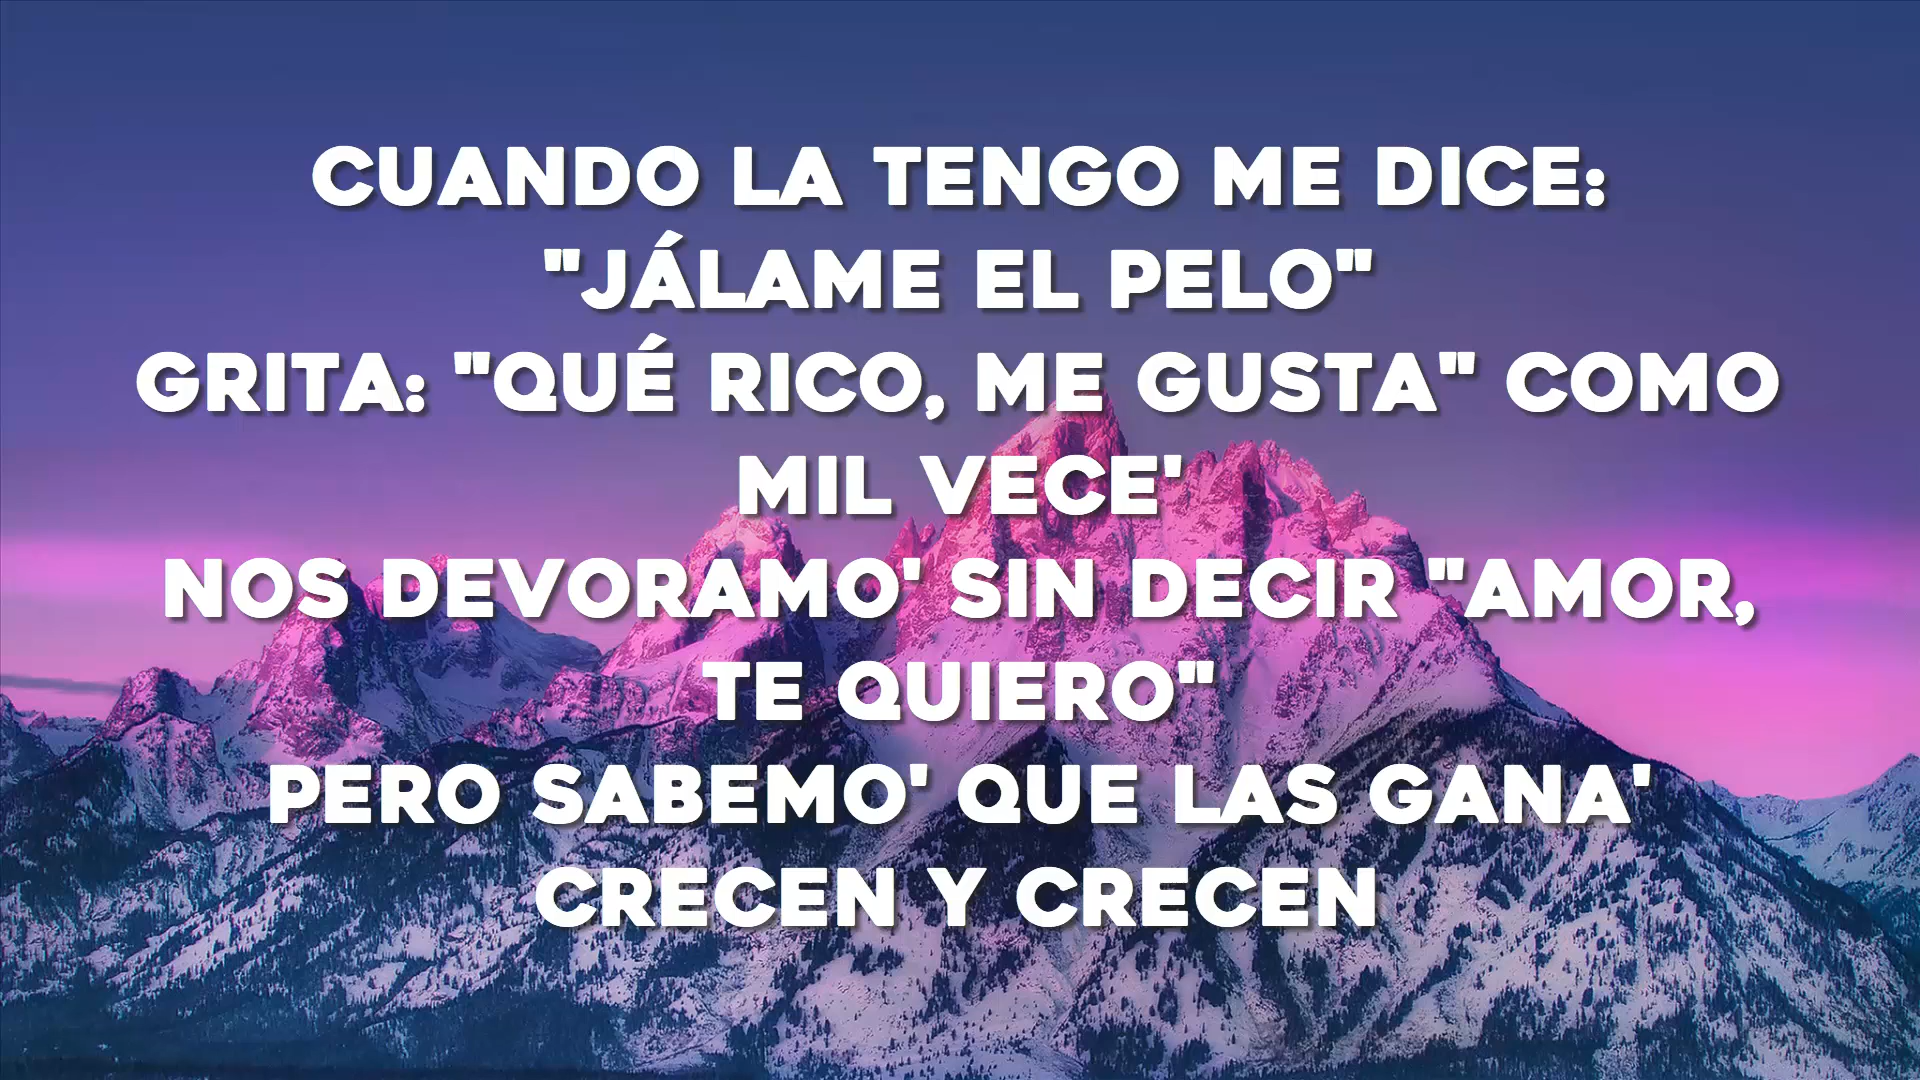 CUANDO LA TENGO ME DICE:
"JÁLAME EL PELO"
GRITA: "QUÉ RICO, ME GUSTA" COMO
MIL VECE'
NOS DEVORAMO' SIN DECIR "AMOR,
TE QUIERO"
PERO SABEMO' QUE LAS GANA'
CRECEN Y CRECEN